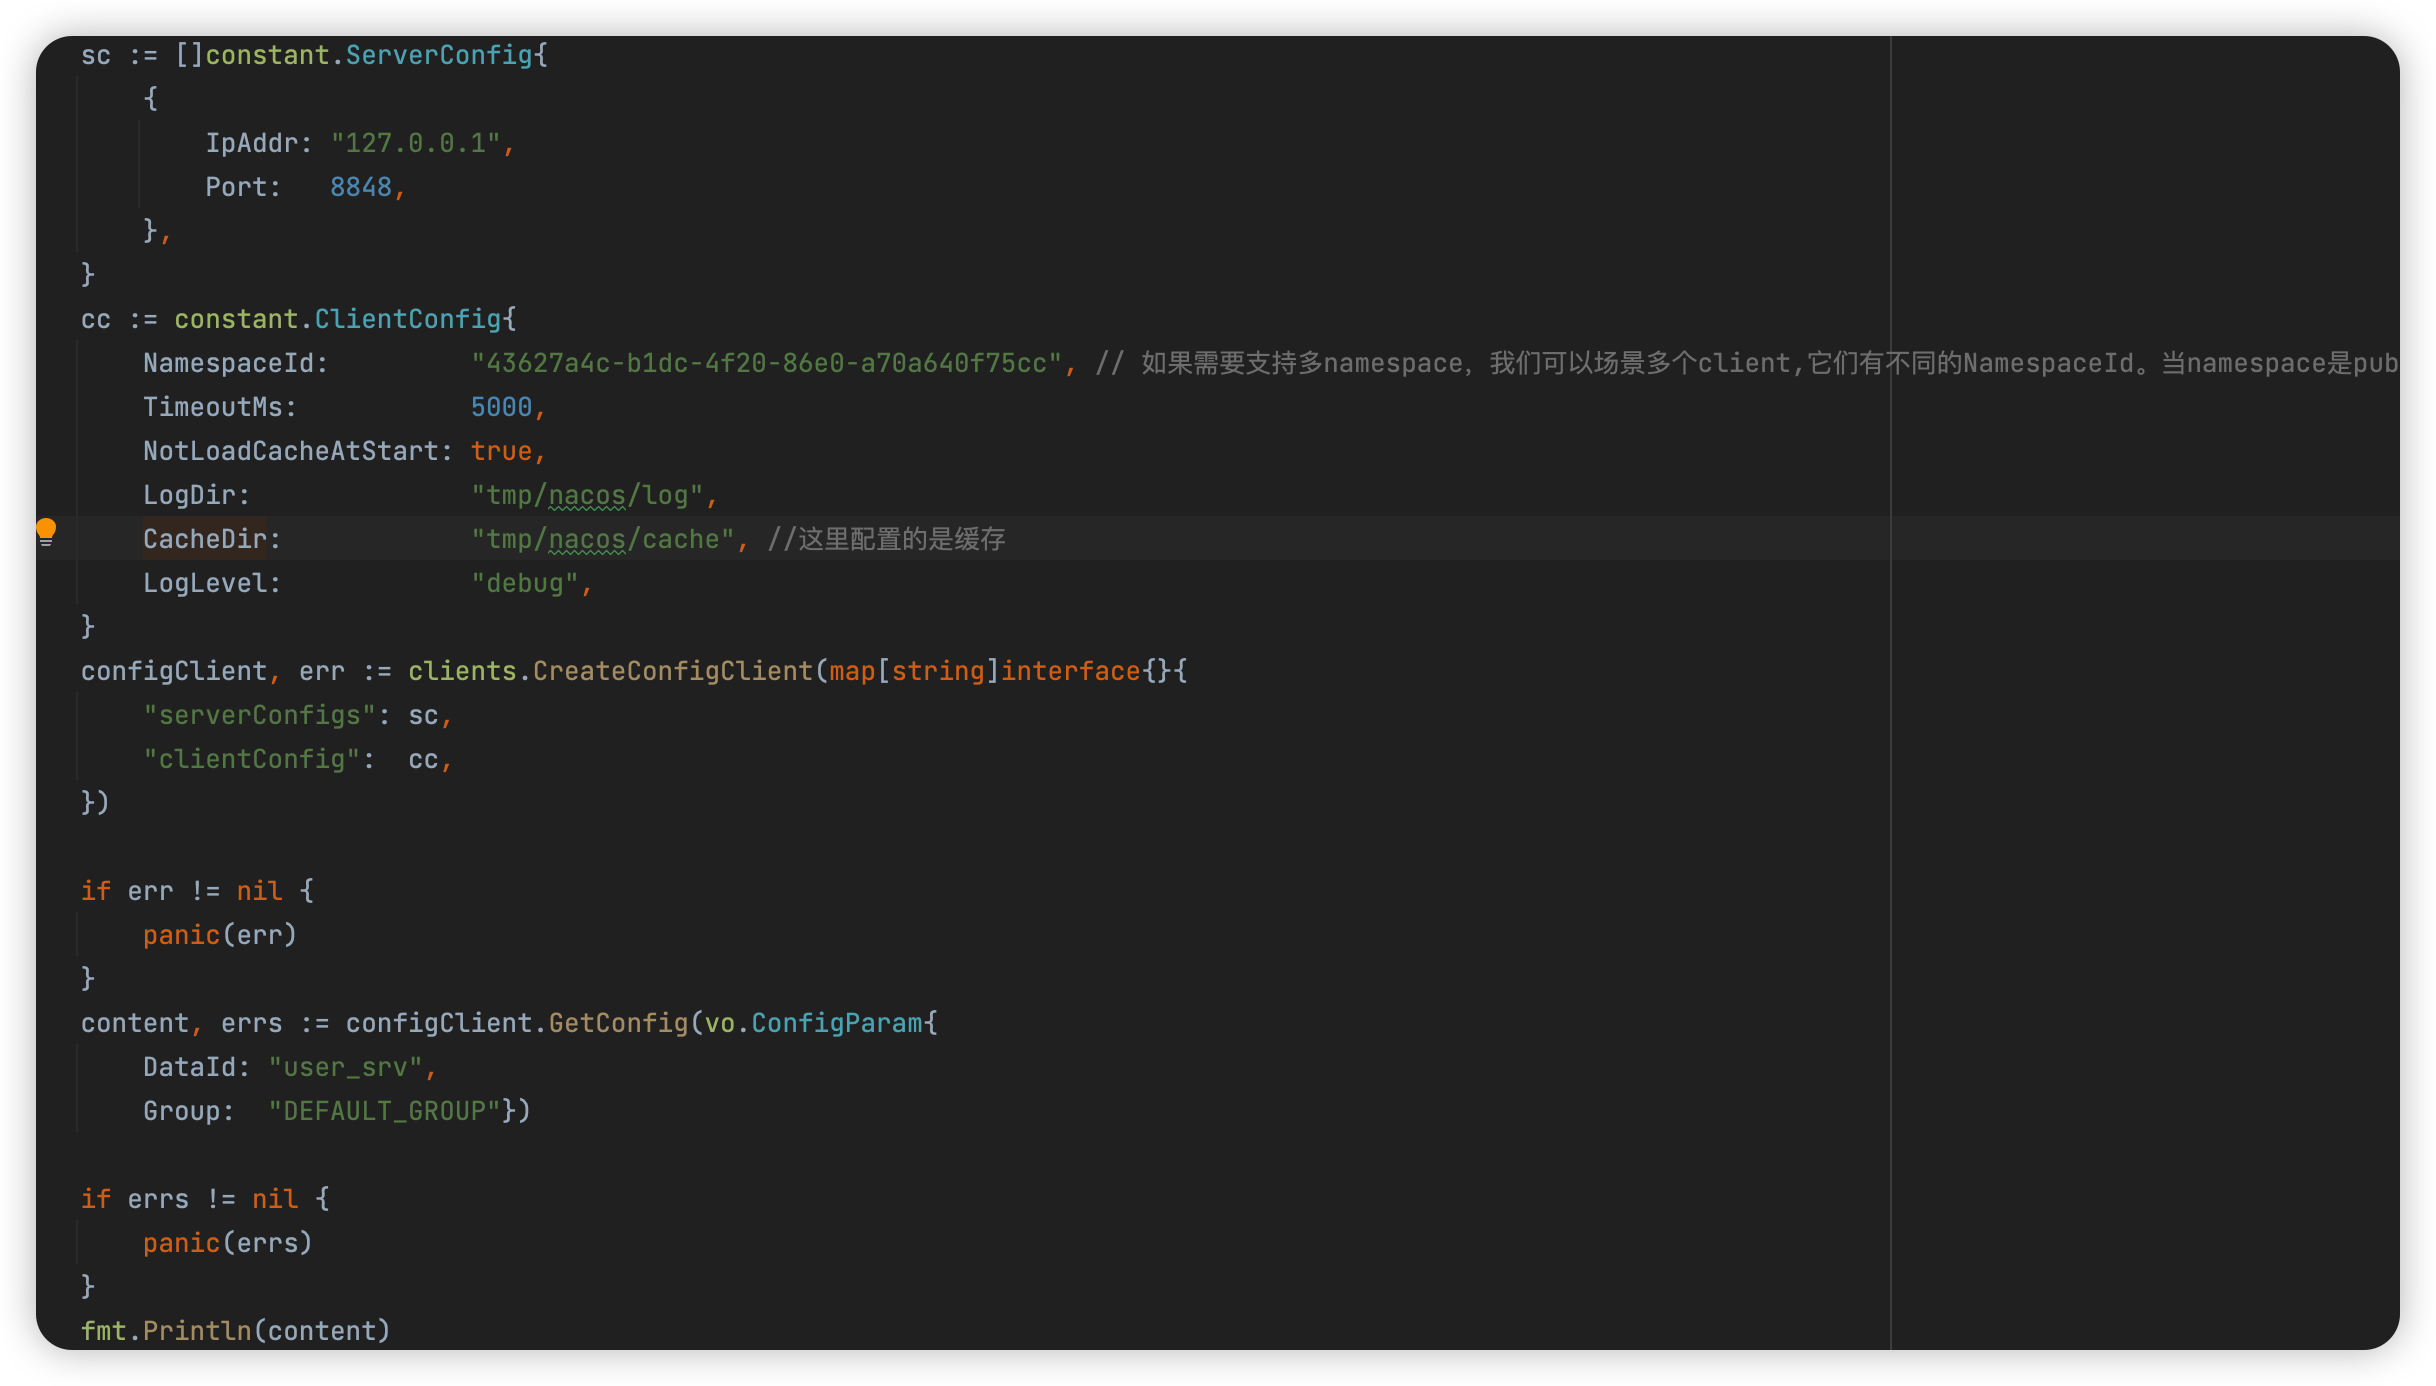 sc := []constant.ServerConfig{
{
IpAddr: "127.0.0.1",
Port:   8848,
},
}
cc := constant.ClientConfig{
NamespaceId:         "43627a4c-b1dc-4f20-86e0-a70a640f75cc", // 如果需要支持多namespace，我们可以场景多个client,它们有不同的NamespaceId。当namespace是pub
TimeoutMs:           5000,
NotLoadCacheAtStart: true,
LogDir:              "tmp/nacos/log",
CacheDir:            "tmp/nacos/cache", //这里配置的是缓存
LogLevel:            "debug",
}
configClient, err := clients.CreateConfigClient(map[string]interface{}{
"serverConfigs": sc,
"clientConfig":  cc,
})
if err != nil {
panic(err)
}
content, errs := configClient.GetConfig(vo.ConfigParam{
DataId: "user_srv",
Group:  "DEFAULT_GROUP"})
if errs != nil {
panic(errs)
}
fmt.Println(content)